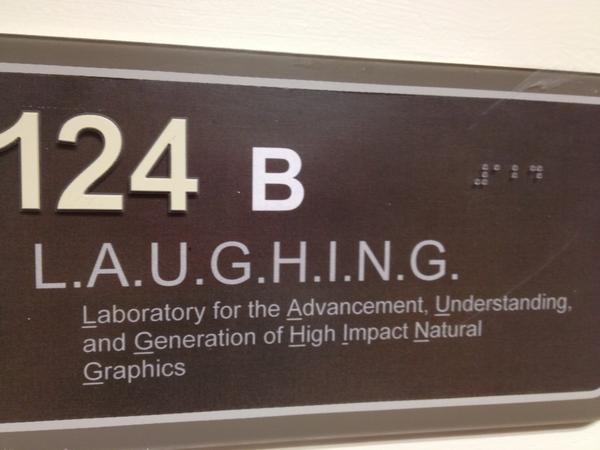 124 B
L.A.U.G.H.I.N.G.
Laboratory for the Advancement, Understanding,
and Generation of High Impact Natural
Graphics